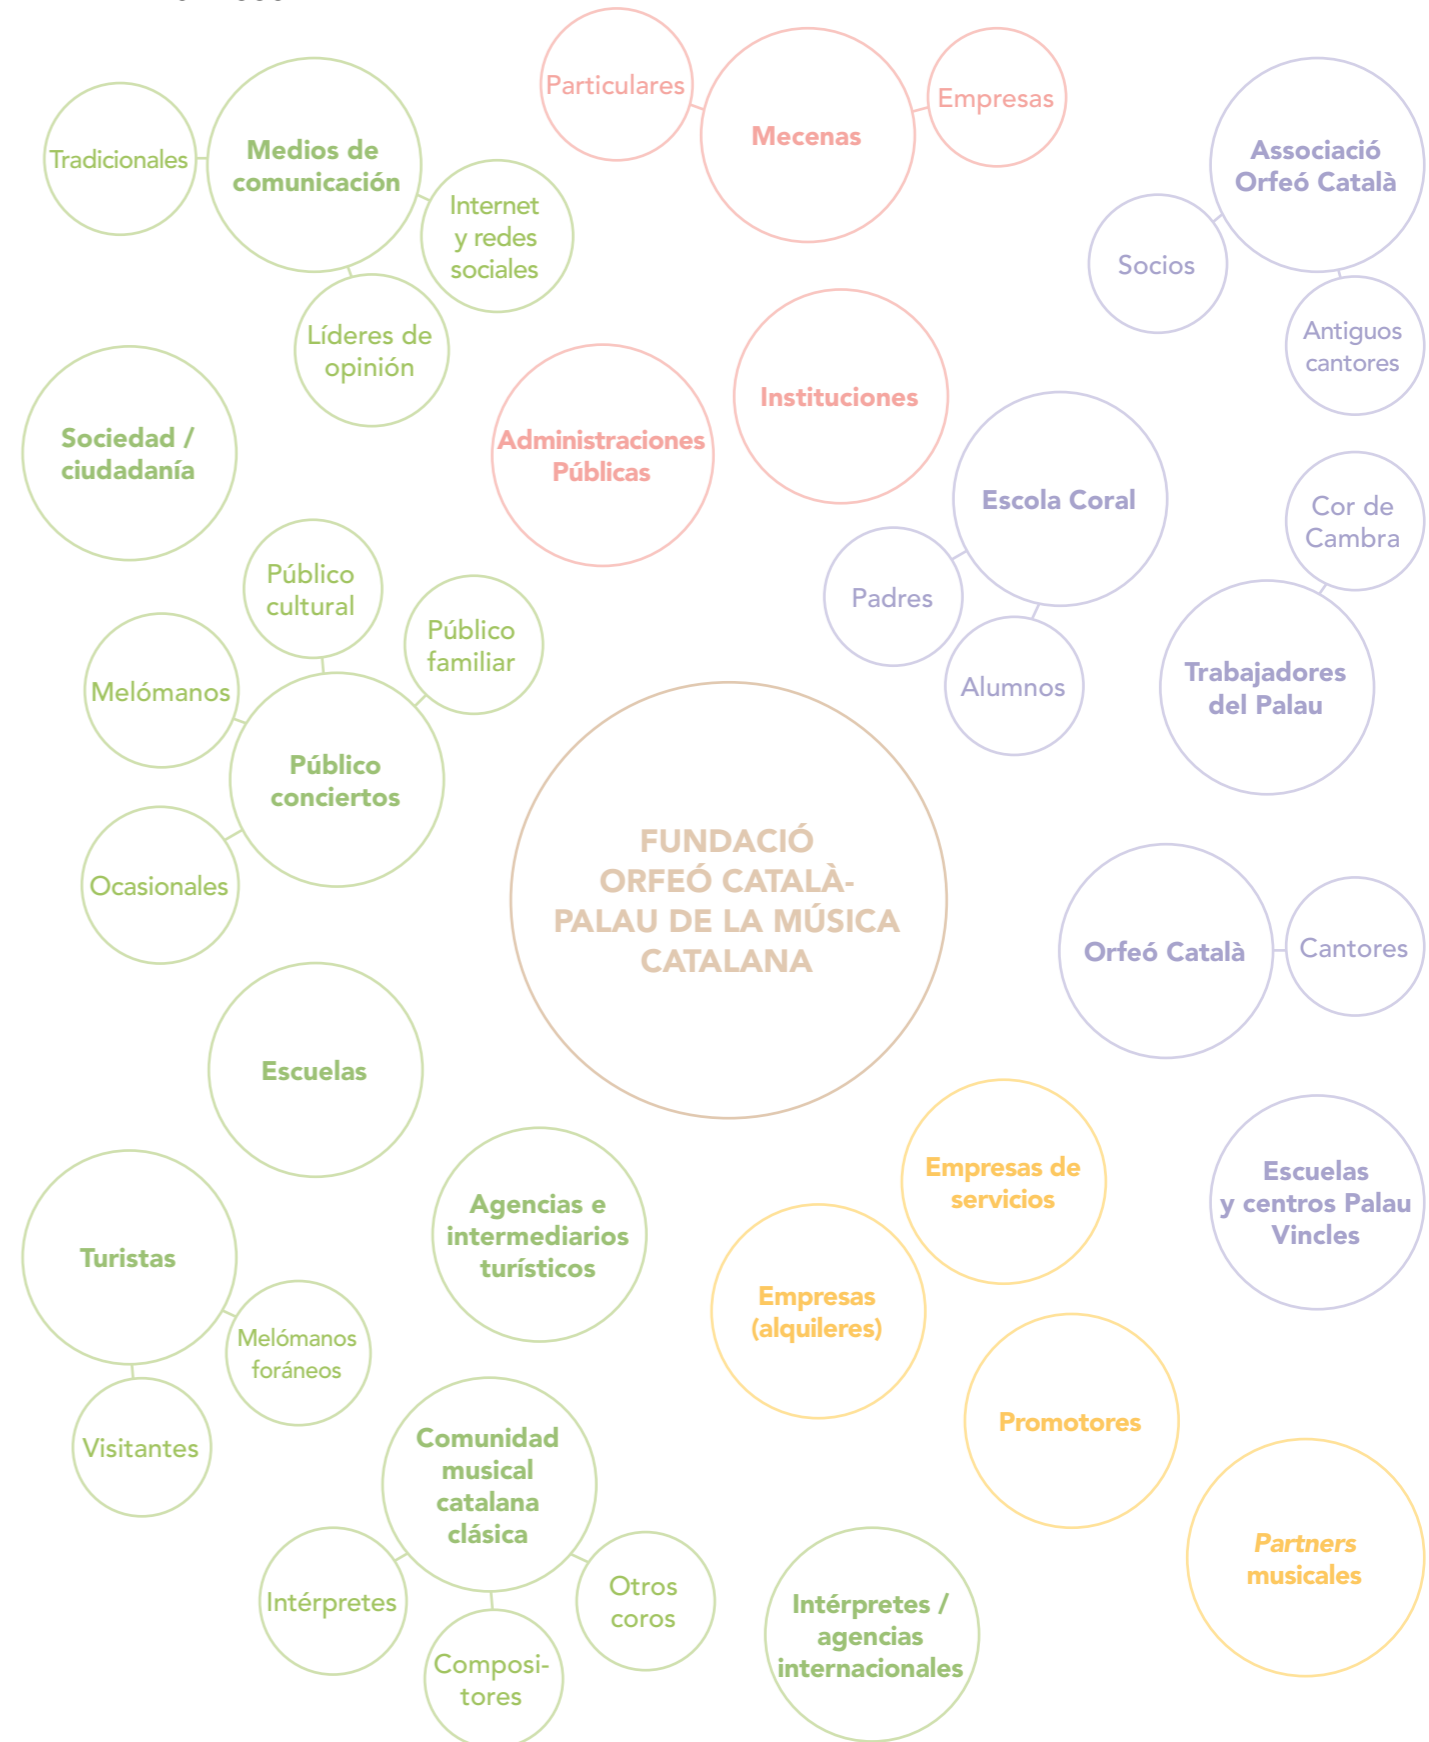 Particulares
Mecenas
Empresas
Tradicionales
Medios de
comunicación
Internet
y redes
sociales
Líderes de
opinión
Associació
Orfeó Català
Socios
Antiguos
cantores
Sociedad /
ciudadanía
Administraciones
Públicas
Instituciones
Escola Coral
Padres
Alumnos
Cor de
Cambra
Trabajadores
del Palau
Público
cultural
Público
familiar
Melómanos
Público
conciertos
Ocasionales
FUNDACIÓ
ORFEÓ CATALÀ-
PALAU DE LA MÚSICA
CATALANA
Orfeó Català
Cantores
Escuelas
Agencias e
intermediarios
turísticos
Empresas de
servicios
Escuelas
y centros Palau
Vincles
Turistas
Melómanos
foráneos
Visitantes
Empresas
(alquileres)
Promotores
Partners
musicales
Comunidad
musical
catalana
clásica
Intérpretes
Composi-
tores
Otros
coros
Intérpretes /
agencias
internacionales